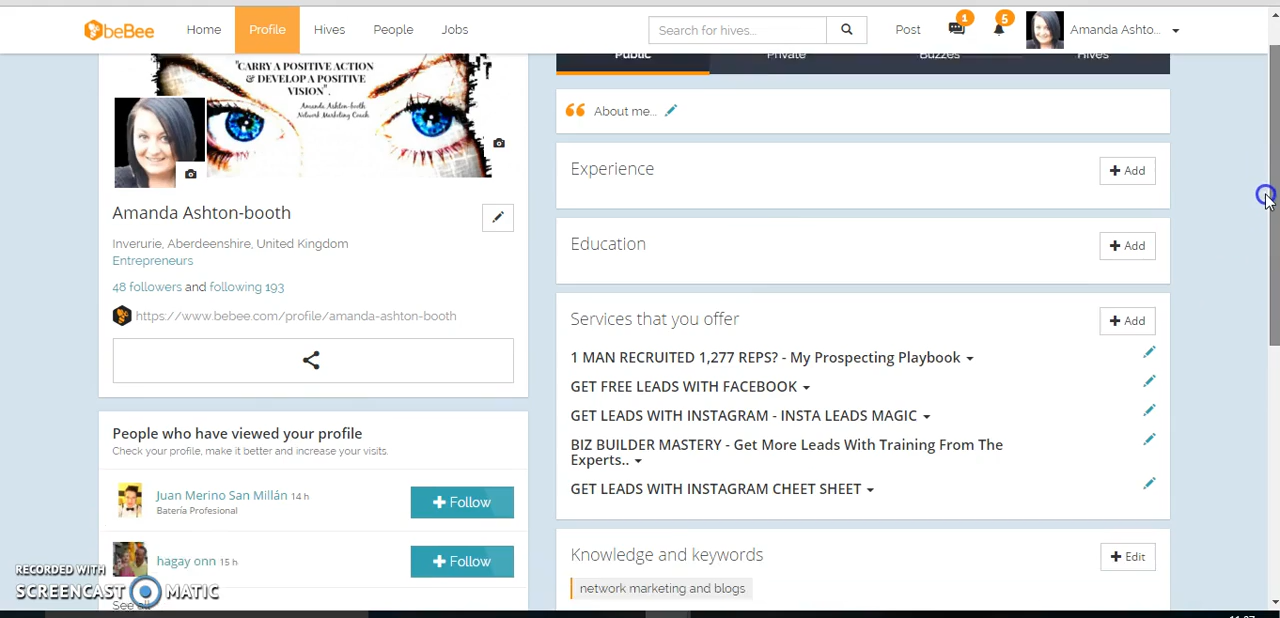 beBee
Home
Profile
Hives
People
Jobs
Search for hives...
Post
1
5
Amanda Ashto...
"CARRY A POSITIVE ACTION
& DEVELOP A POSITIVE
VISION".
Amanda Ashton-booth
Network Marketing Coach
Amanda Ashton-booth
Inverurie, Aberdeenshire, United Kingdom
Entrepreneurs
48 followers and following 193
https://www.bebee.com/profile/amanda-ashton-booth
People who have viewed your profile
Check your profile, make it better and increase your visits.
Juan Merino San Millán 14 h
Batería Profesional
+ Follow
hagay onn 15 h
+ Follow
See all
RECORDED WITH
SCREENCAST MATIC
Public
Private
Buzzes
Hives
About me...
Experience
+ Add
Education
+ Add
Services that you offer
+ Add
1 MAN RECRUITED 1,277 REPS? - My Prospecting Playbook
GET FREE LEADS WITH FACEBOOK
GET LEADS WITH INSTAGRAM - INSTA LEADS MAGIC
BIZ BUILDER MASTERY - Get More Leads With Training From The
Experts..
GET LEADS WITH INSTAGRAM CHEET SHEET
Knowledge and keywords
+ Edit
network marketing and blogs